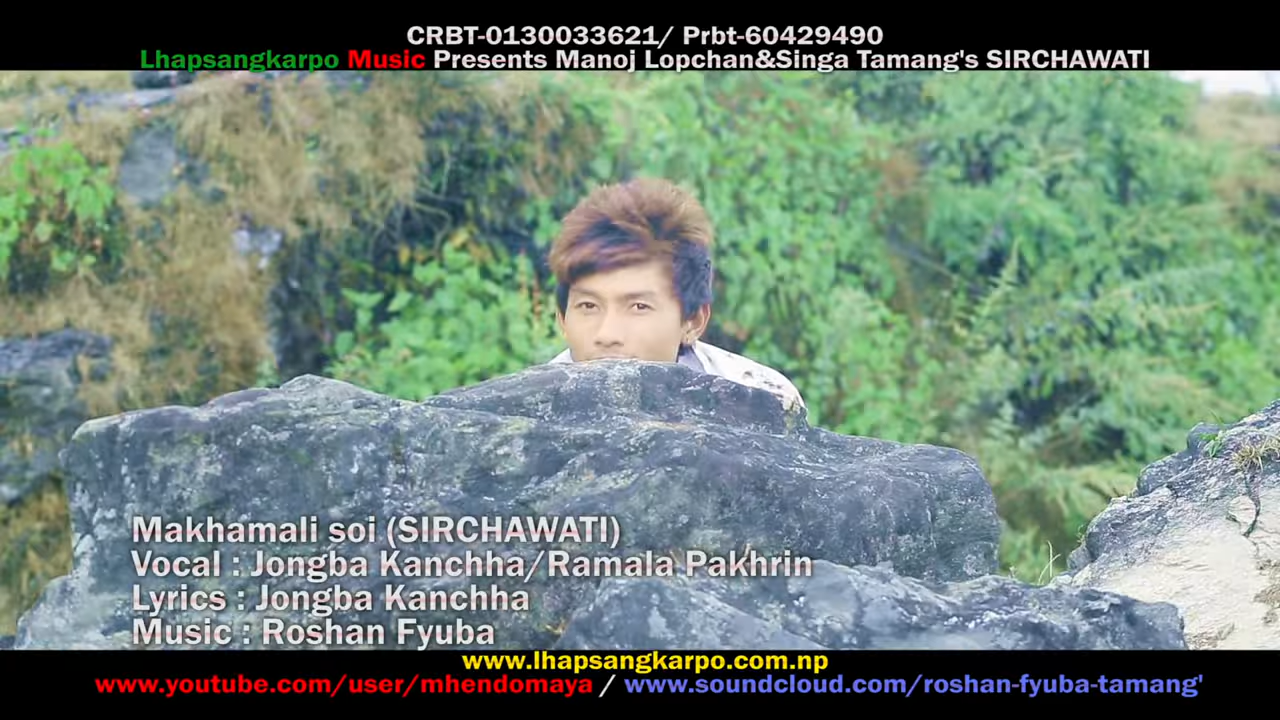 CRBT-0130033621/ Prbt-60429490
Lhapsangkarpo Music Presents Manoj Lopchan&Singa Tamang's SIRCHAWATI
Makhamali soi (SIRCHAWATI)
Vocal : Jongba Kanchha/Ramala Pakhrin
Lyrics : Jongba Kanchha
Music : Roshan Fyuba
www.lhapsangkarpo.com.np
www.youtube.com/user/mhendomaya / www.soundcloud.com/roshan-fyuba-tamang'